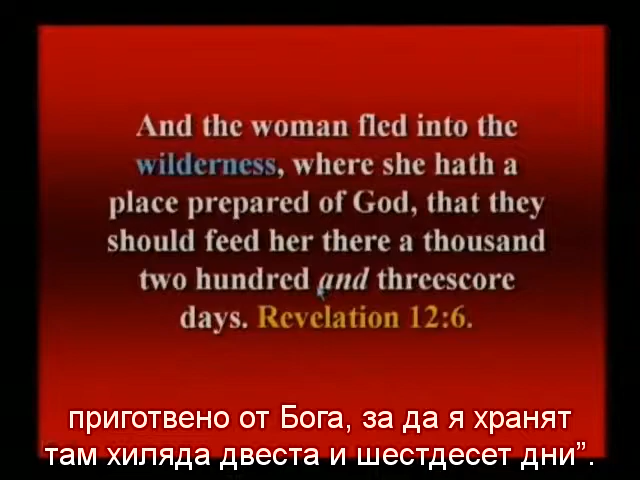 And the woman fled into the
wilderness, where she hath a
place prepared of God, that they
should feed her there a thousand
two hundred and threescore
days. Revelation 12:6.
приготвено от Бога, за да я хранят
там хиляда двеста и шестдесет дни”.